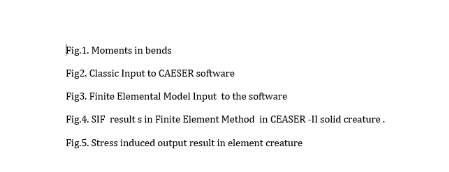 Fig.1. Moments in bends
Fig2. Classic Input to CAESER software
Fig3. Finite Elemental Model Input  to the software
Fig.4. SIF  result s in Finite Element Method  in CEASER -II solid creature .
Fig.5. Stress induced output result in element creature